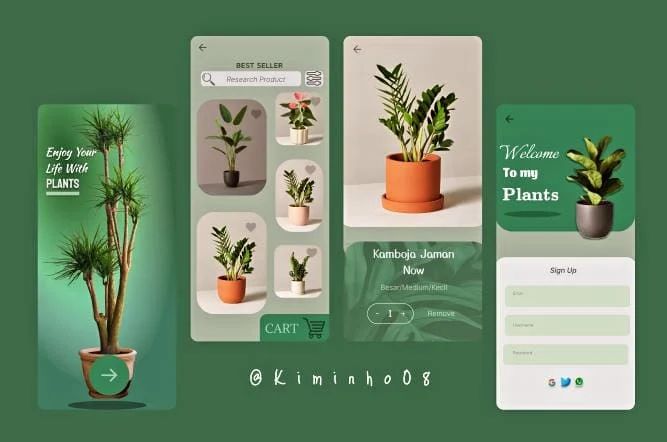 Enjoy Your
Life With
PLANTS
BEST SELLER
Research Product
CART
Kamboja Jaman
Now
Besar/Medium/Kecil
- 1 +
Remove
Welcome
To my
Plants
Sign Up
Email
Username
Password
@Kiminho08